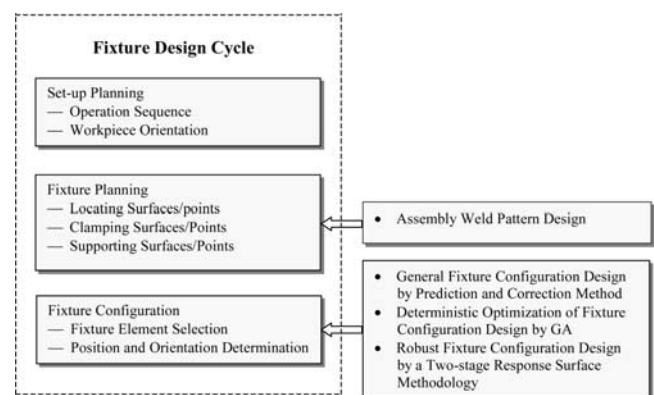 Fixture Design Cycle
Set-up Planning
— Operation Sequence
— Workpiece Orientation
Fixture Planning
— Locating Surfaces/points
— Clamping Surfaces/Points
— Supporting Surfaces/Points
• Assembly Weld Pattern Design
Fixture Configuration
— Fixture Element Selection
— Position and Orientation Determination
• General Fixture Configuration Design
by Prediction and Correction Method
• Deterministic Optimization of Fixture
Configuration Design by GA
• Robust Fixture Configuration Design
by a Two-stage Response Surface
Methodology